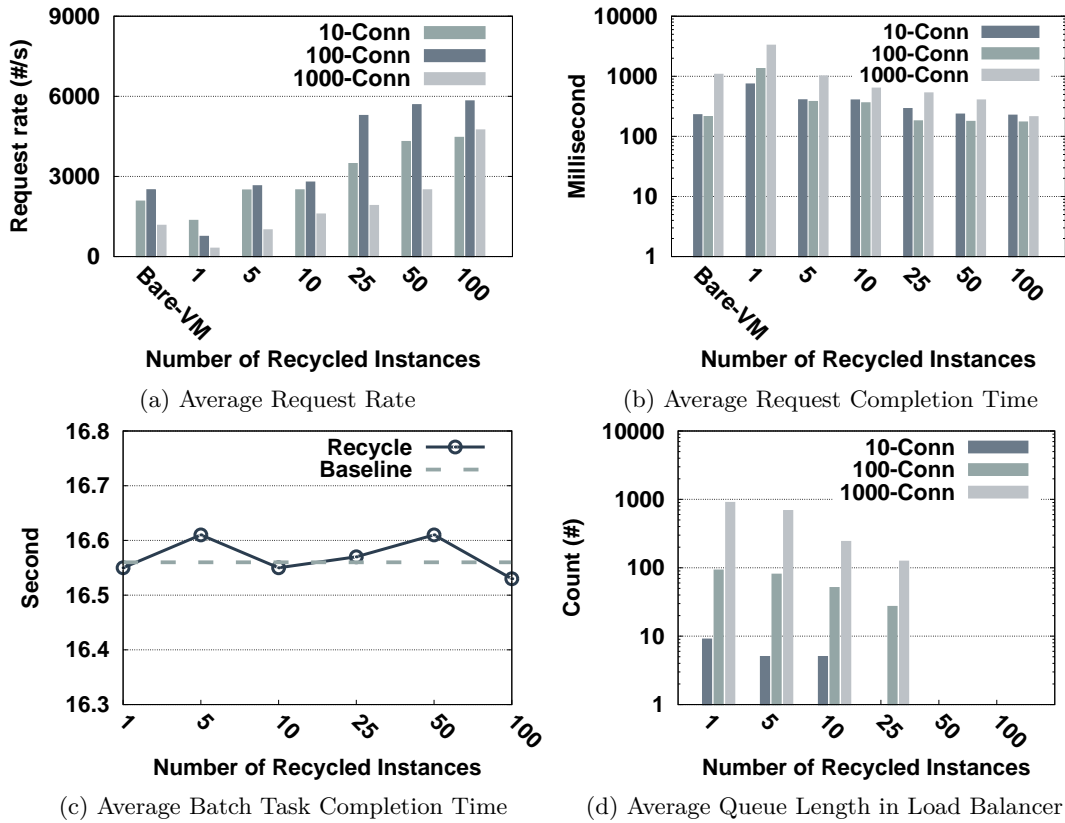 9000
6000
3000
0
Request rate (#/s)
10-Conn
100-Conn
1000-Conn
Bare-VM
1
5
10
25
50
100
Number of Recycled Instances
(a) Average Request Rate
10000
1000
100
10
1
Millisecond
10-Conn
100-Conn
1000-Conn
Bare-VM
1
5
10
25
50
100
Number of Recycled Instances
(b) Average Request Completion Time
16.8
16.7
16.6
16.5
16.4
16.3
Second
Recycle
Baseline
1
5
10
25
50
100
Number of Recycled Instances
(c) Average Batch Task Completion Time
10000
1000
100
10
1
Count (#)
10-Conn
100-Conn
1000-Conn
1
5
10
25
50
100
Number of Recycled Instances
(d) Average Queue Length in Load Balancer